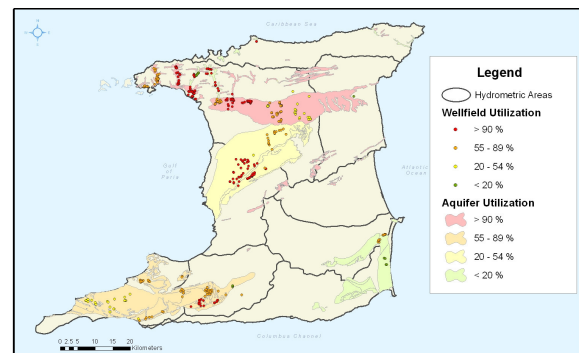 Caribbean Sea
Gulf
of
Paria
Atlantic
Ocean
Columbus Channel
0 2.5 5 10 15 20
Kilometers
Legend
Hydrometric Areas
Wellfield Utilization
> 90 %
55 - 89 %
20 - 54 %
< 20 %
Aquifer Utilization
> 90 %
55 - 89 %
20 - 54 %
< 20 %